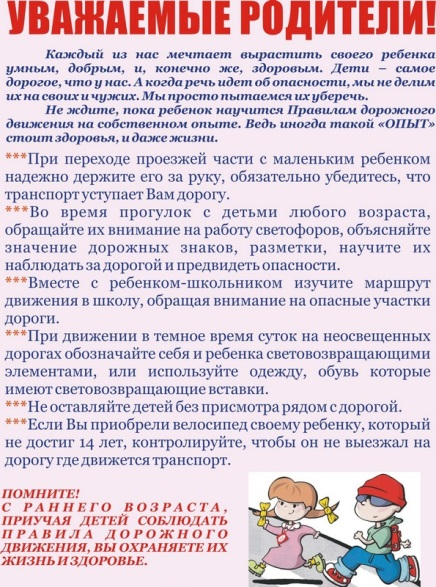 УВАЖАЕМЫЕ РОДИТЕЛИ!
Каждый из нас мечтает вырастить своего ребенка
умным, добрым, и, конечно же, здоровым. Дети – самое
дорогое, что у нас. А когда речь идет об опасности, мы не делим
их на своих и чужих. Мы просто пытаемся их уберечь.
Не ждите, пока ребенок научится Правилам дорожного
движения на собственном опыте. Ведь иногда такой «ОПЫТ»
стоит здоровья, и даже жизни.
***При переходе проезжей части с маленьким ребенком
надежно держите его за руку, обязательно убедитесь, что
транспорт уступает Вам дорогу.
***Во время прогулок с детьми любого возраста,
обращайте их внимание на работу светофоров, объясняйте
значение дорожных знаков, разметки, научите их
наблюдать за дорогой и предвидеть опасности.
***Вместе с ребенком-школьником изучите маршрут
движения в школу, обращая внимание на опасные участки
дороги.
***При движении в темное время суток на неосвещенных
дорогах обозначайте себя и ребенка световозвращающими
элементами, или используйте одежду, обувь которые
имеют световозвращающие вставки.
***Не оставляйте детей без присмотра рядом с дорогой.
***Если Вы приобрели велосипед своему ребенку, который
не достиг 14 лет, контролируйте, чтобы он не выезжал на
дорогу где движется транспорт.
ПОМНИТЕ!
С РАННЕГО ВОЗРАСТА,
ПРИУЧАЯ ДЕТЕЙ СОБЛЮДАТЬ
ПРАВИЛА ДОРОЖНОГО
ДВИЖЕНИЯ, ВЫ ОХРАНЯЕТЕ ИХ
ЖИЗНЬ И ЗДОРОВЬЕ.